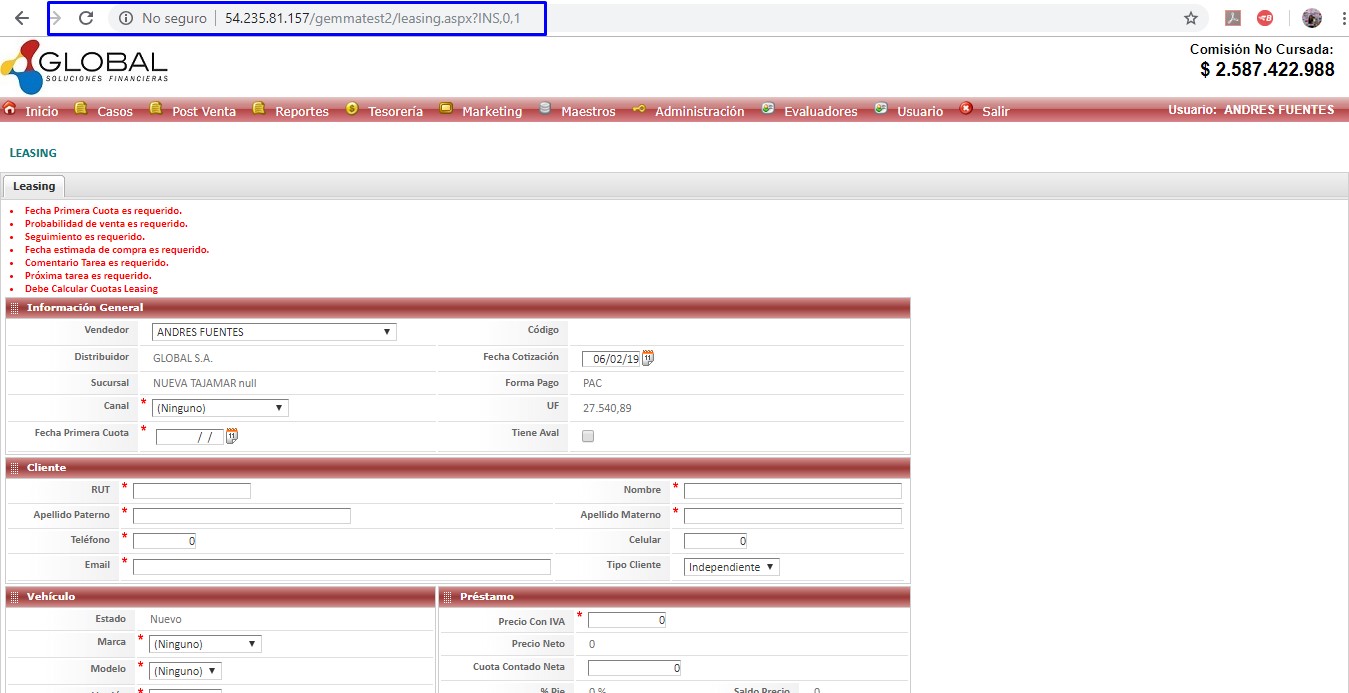 No seguro | 54.235.81.157/gemmatest2/leasing.aspx?INS,0,1
GLOBAL
SOLUCIONES FINANCIERAS
Comisión No Cursada:
$ 2.587.422.988
Inicio Casos Post Venta Reportes Tesorería Marketing Maestros Administración Evaluadores Usuario Salir Usuario: ANDRES FUENTES
LEASING
Leasing
• Fecha Primera Cuota es requerido.
• Probabilidad de venta es requerido.
• Seguimiento es requerido.
• Fecha estimada de compra es requerido.
• Comentario Tarea es requerido.
• Próxima tarea es requerido.
• Debe Calcular Cuotas Leasing
Información General
Vendedor ANDRES FUENTES Código
Distribuidor GLOBAL S.A. Fecha Cotización 06/02/19
Sucursal NUEVA TAJAMAR null Forma Pago PAC
Canal * (Ninguno) UF 27.540,89
Fecha Primera Cuota * / / Tiene Aval
Cliente
RUT * Nombre *
Apellido Paterno * Apellido Materno *
Teléfono * 0 Celular 0
Email * Tipo Cliente Independiente
Vehículo Préstamo
Estado Nuevo Precio Con IVA * 0
Marca * (Ninguno) Precio Neto 0
Modelo * (Ninguno) Cuota Contado Neta 0
* % Pie 0 % Saldo Precio 0